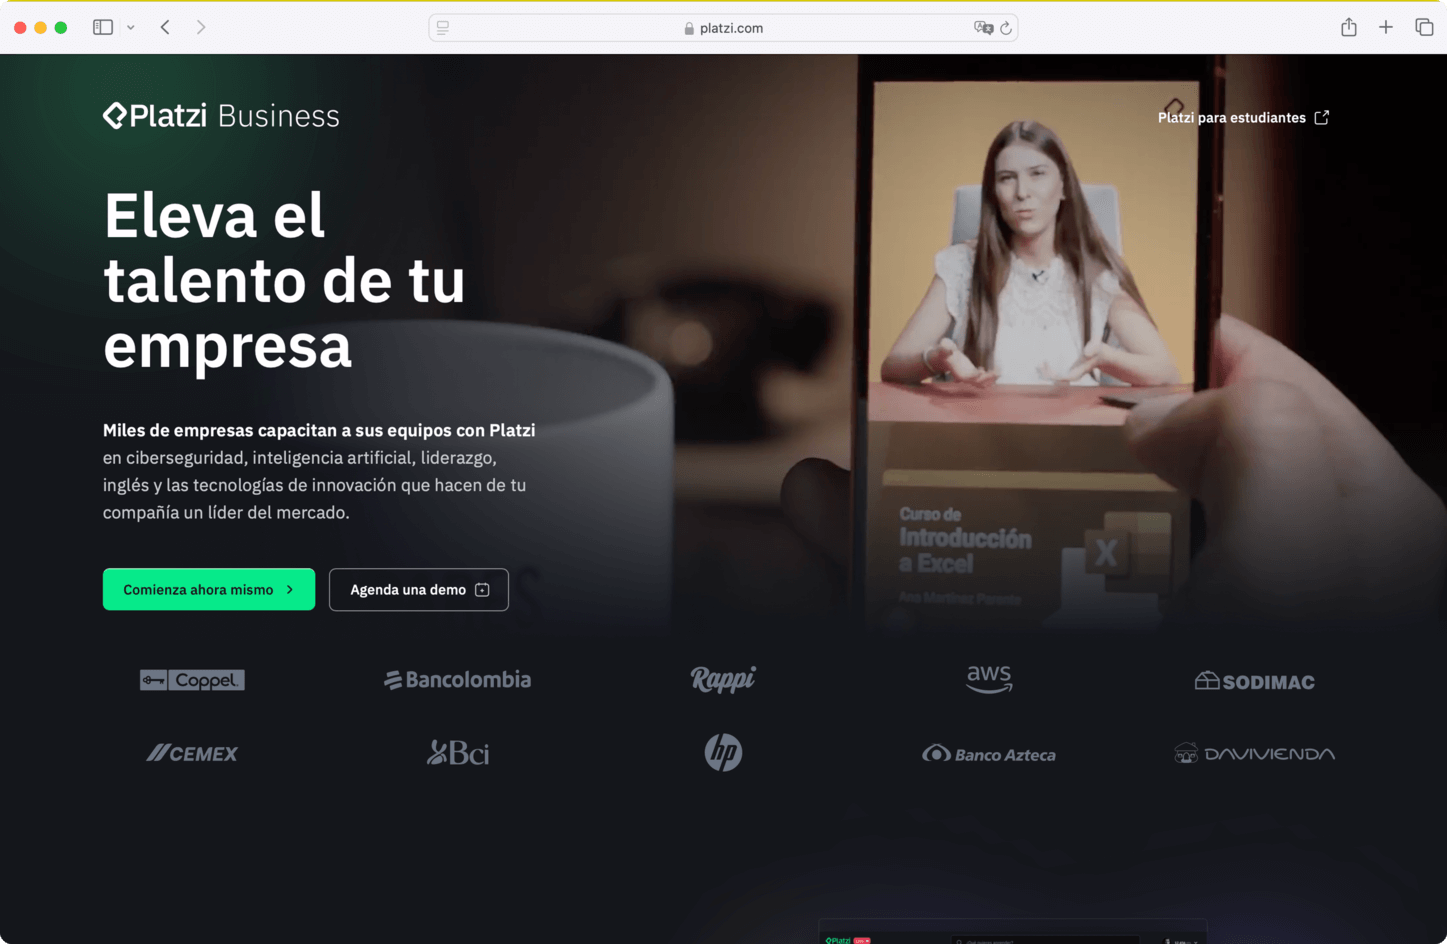 platzi.com
Platzi Business
Platzi para estudiantes
Eleva el
talento de tu
empresa
Miles de empresas capacitan a sus equipos con Platzi
en ciberseguridad, inteligencia artificial, liderazgo,
inglés y las tecnologías de innovación que hacen de tu
compañía un líder del mercado.
Comienza ahora mismo
Agenda una demo
Curso de
Introducción
a Excel
Ana Martínez Parente
X
Coppel.
Bancolombia
Rappi
aws
SODIMAC
CEMEX
Bci
hp
Banco Azteca
DAVIVIENDA
Platzi